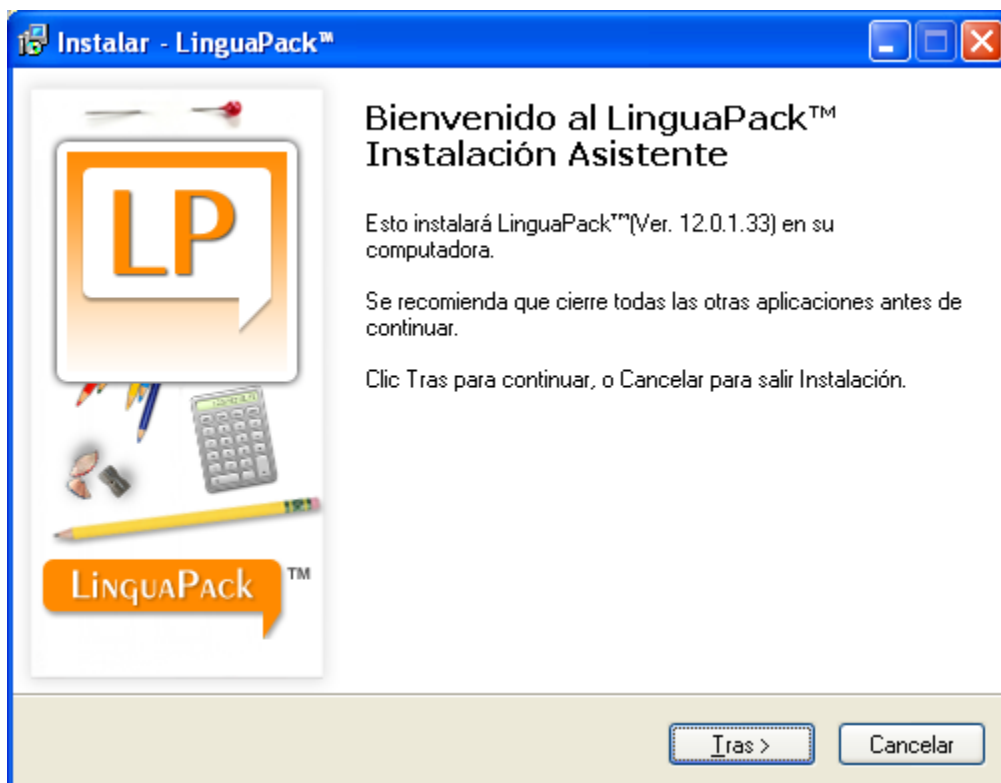 Instalar - LinguaPack™
LP
LinguaPack™
Bienvenido al LinguaPack™
Instalación Asistente
Esto instalará LinguaPack™(Ver. 12.0.1.33) en su
computadora.
Se recomienda que cierre todas las otras aplicaciones antes de
continuar.
Clic Tras para continuar, o Cancelar para salir Instalación.
Tras >
Cancelar